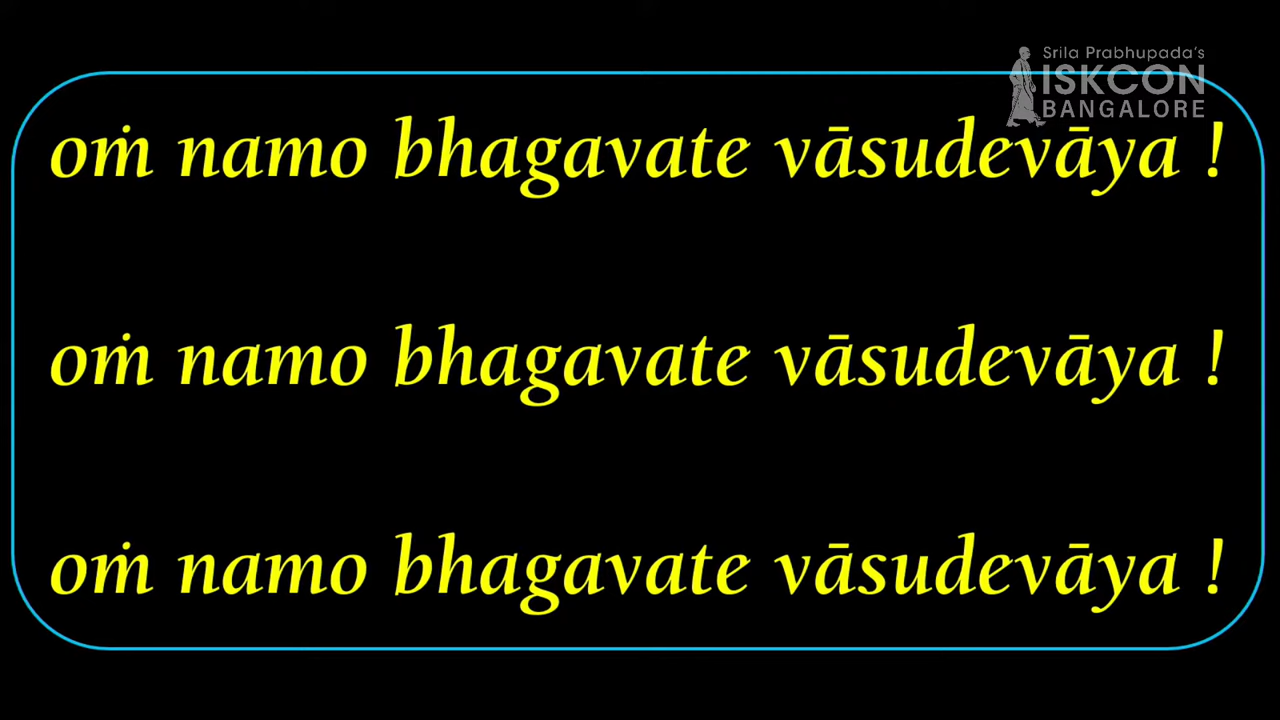 Srila Prabhupada's
ISKCON
BANGALORE
oṁ namo bhagavate vāsudevāya !
oṁ namo bhagavate vāsudevāya !
oṁ namo bhagavate vāsudevāya !